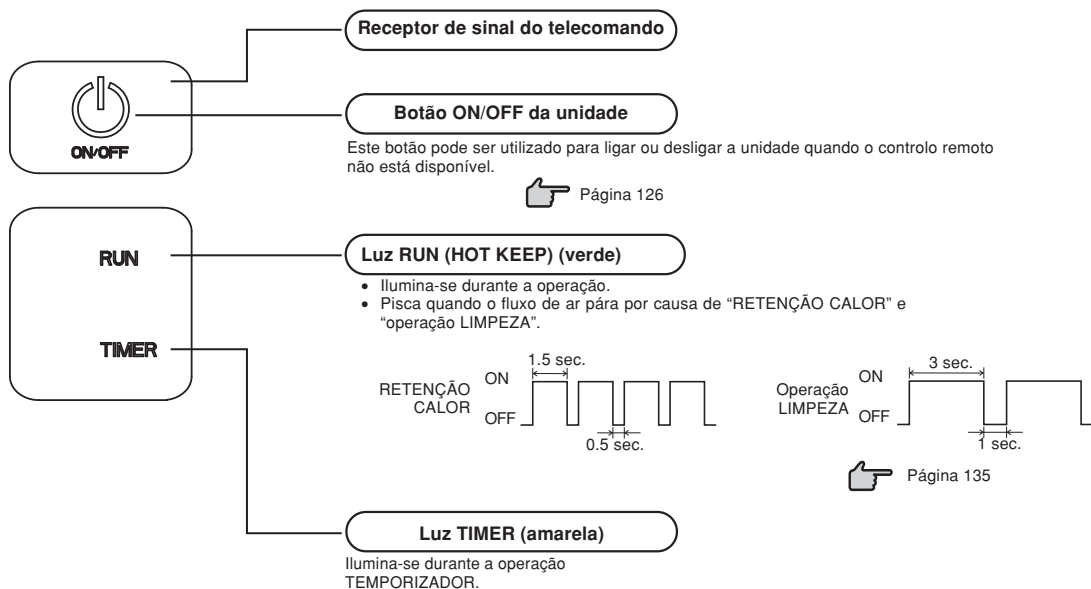 Receptor de sinal do telecomando
ON/OFF
Botão ON/OFF da unidade
Este botão pode ser utilizado para ligar ou desligar a unidade quando o controlo remoto
não está disponível.
Página 126
RUN
TIMER
Luz RUN (HOT KEEP) (verde)
• Ilumina-se durante a operação.
• Pisca quando o fluxo de ar pára por causa de “RETENÇÃO CALOR” e
“operação LIMPEZA”.
RETENÇÃO
CALOR
ON
OFF
1.5 sec.
0.5 sec.
Operação
LIMPEZA
ON
OFF
3 sec.
1 sec.
Página 135
Luz TIMER (amarela)
Ilumina-se durante a operação
TEMPORIZADOR.